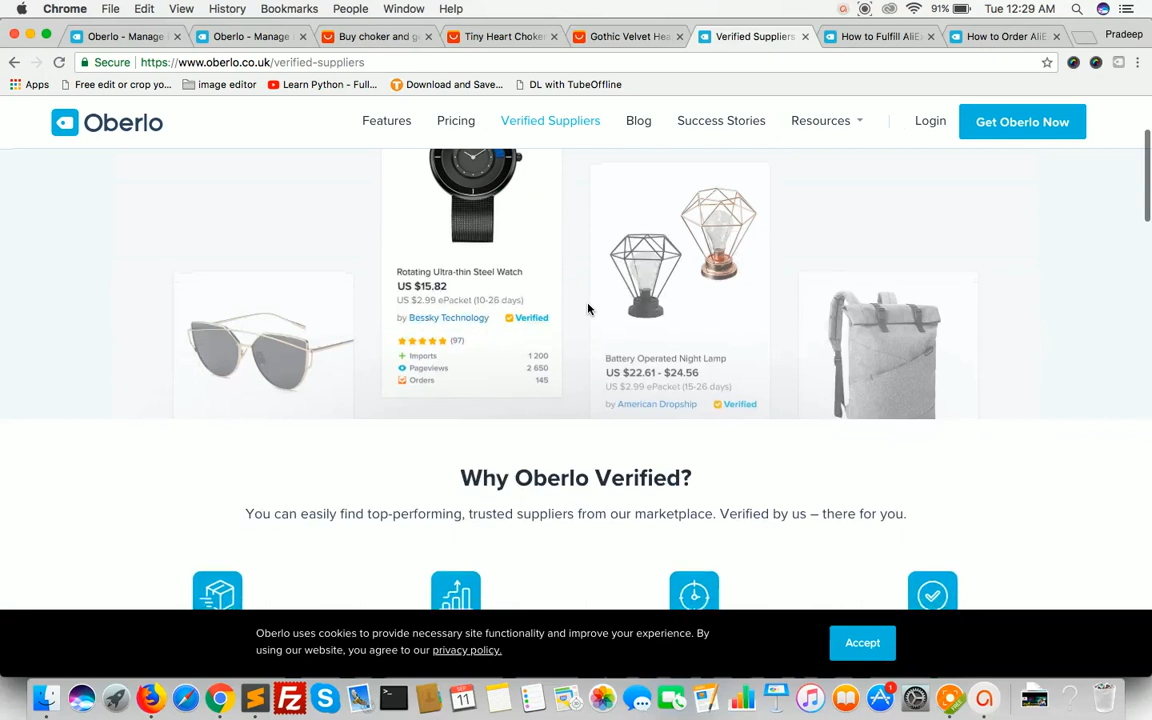 Chrome File Edit View History Bookmarks People Window Help 91% Tue 12:29 AM
Oberlo - Manage Oberlo - Manage Buy choker and g Tiny Heart Choker Gothic Velvet Hea Verified Suppliers How to Fulfill AliE How to Order AliE Pradeep
Secure https://www.oberlo.co.uk/verified-suppliers
Apps Free edit or crop yo... image editor Learn Python - Full... Download and Save... DL with TubeOffline
Oberlo Features Pricing Verified Suppliers Blog Success Stories Resources Login Get Oberlo Now
Rotating Ultra-thin Steel Watch
US $15.82
US $2.99 ePacket (10-26 days)
by Bessky Technology Verified
(97)
Imports 1 200
Pageviews 2 650
Orders 145
Battery Operated Night Lamp
US $22.61 - $24.56
US $2.99 ePacket (15-26 days)
by American Dropship Verified
Why Oberlo Verified?
You can easily find top-performing, trusted suppliers from our marketplace. Verified by us – there for you.
Oberlo uses cookies to provide necessary site functionality and improve your experience. By
using our website, you agree to our privacy policy.
Accept